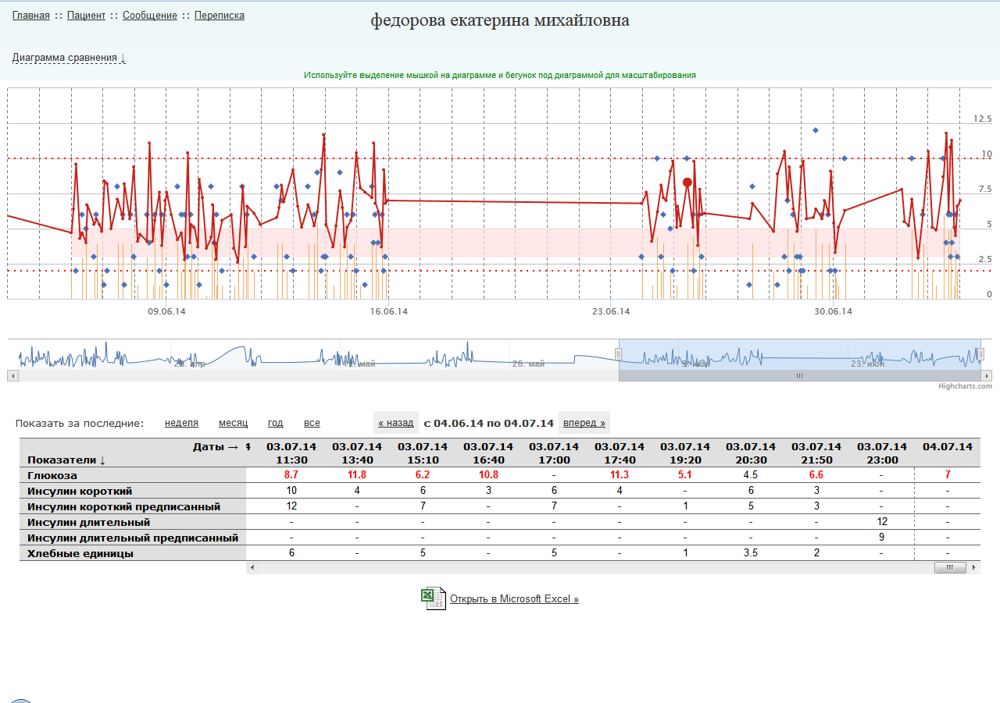 Главная :: Пациент :: Сообщение :: Переписка
федорова екатерина михайловна
Диаграмма сравнения ↓
Используйте выделение мышкой на диаграмме и бегунок под диаграммой для масштабирования
12.5
10
7.5
5
2.5
0
09.06.14 16.06.14 23.06.14 30.06.14
28. апр 12. май 26. май 9. июн 23. июн
Highcharts.com
Показать за последние: неделя месяц год все « назад с 04.06.14 по 04.07.14 вперед »
Даты → 4 03.07.14 03.07.14 03.07.14 03.07.14 03.07.14 03.07.14 03.07.14 03.07.14 03.07.14 03.07.14 04.07.14
Показатели ↓ 11:30 13:40 15:10 16:40 17:00 17:40 19:20 20:30 21:50 23:00
Глюкоза 8.7 11.8 6.2 10.8 - 11.3 5.1 4.5 6.6 - 7
Инсулин короткий 10 4 6 3 6 4 - 6 3 - -
Инсулин короткий предписанный 12 - 7 - 7 - 1 5 3 - -
Инсулин длительный - - - - - - - - - 12 -
Инсулин длительный предписанный - - - - - - - - - 9 -
Хлебные единицы 6 - 5 - 5 - 1 3.5 2 - -
Открыть в Microsoft Excel »